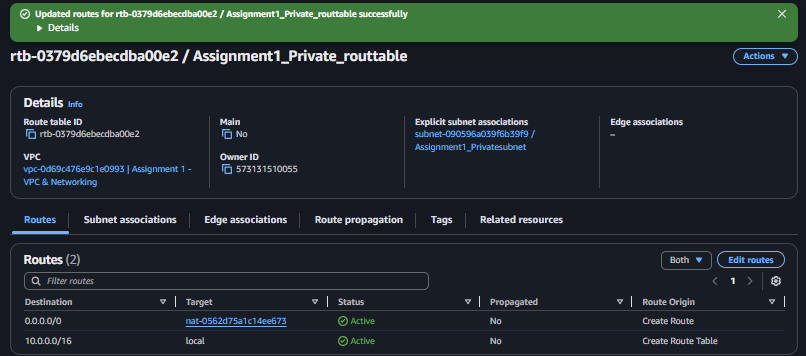 Updated routes for rtb-0379d6ebecdba00e2 / Assignment1_Private_routtable successfully
Details
rtb-0379d6ebecdba00e2 / Assignment1_Private_routtable
Actions
Details Info
Route table ID Main Explicit subnet associations Edge associations
rtb-0379d6ebecdba00e2 No subnet-090596a039f6b39f9 / –
Assignment1_Privatesubnet
VPC Owner ID
vpc-0d69c476e9c1e0993 | Assignment 1 - 573131510055
VPC & Networking
Routes Subnet associations Edge associations Route propagation Tags Related resources
Routes (2) Both Edit routes
Filter routes 1
Destination Target Status Propagated Route Origin
0.0.0.0/0 nat-0562d75a1c14ee673 Active No Create Route
10.0.0.0/16 local Active No Create Route Table